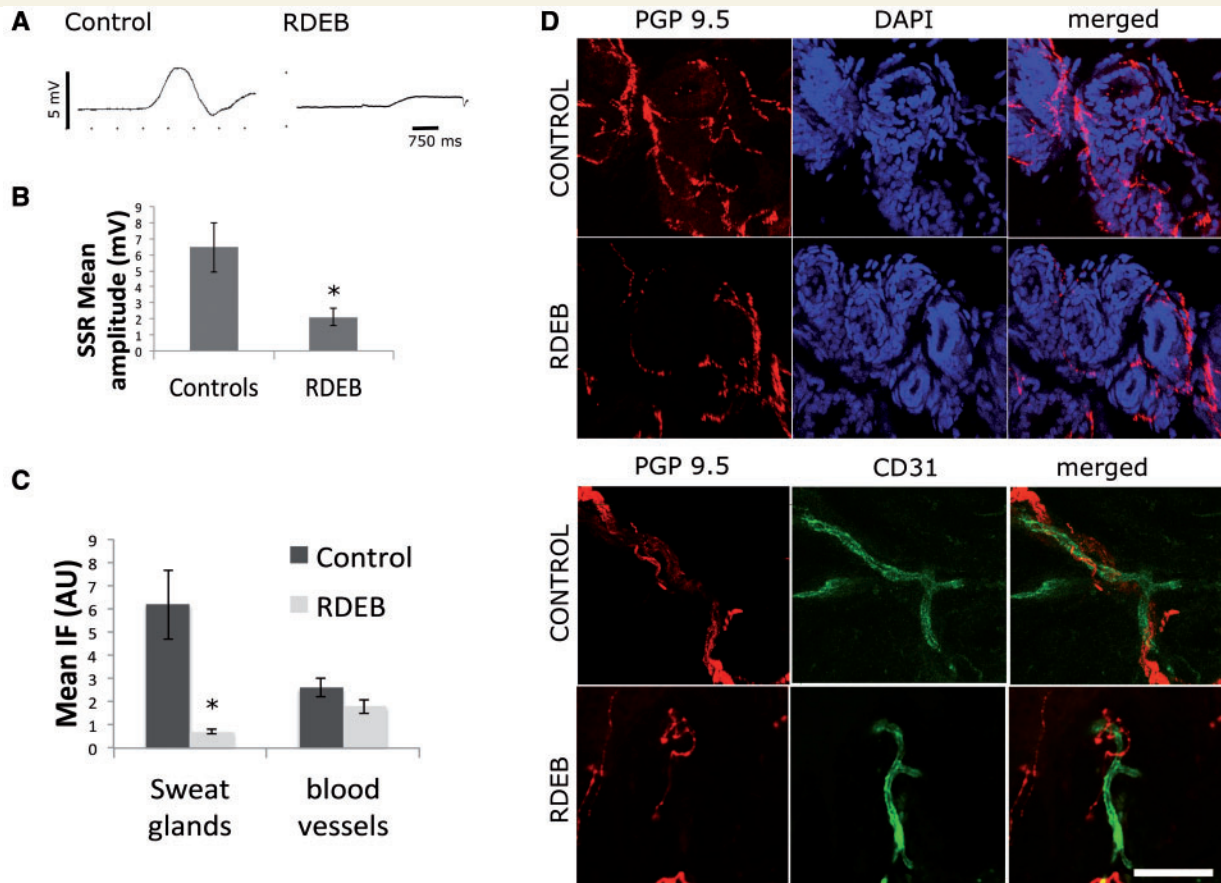 A
Control
RDEB
5 mV
750 ms
B
SSR Mean
amplitude (mV)
9
8
7
6
5
4
3
2
1
0
*
Controls
RDEB
C
Mean IF (AU)
9
8
7
6
5
4
3
2
1
0
Control
RDEB
*
Sweat
glands
blood
vessels
D
PGP 9.5
DAPI
merged
CONTROL
RDEB
PGP 9.5
CD31
merged
CONTROL
RDEB